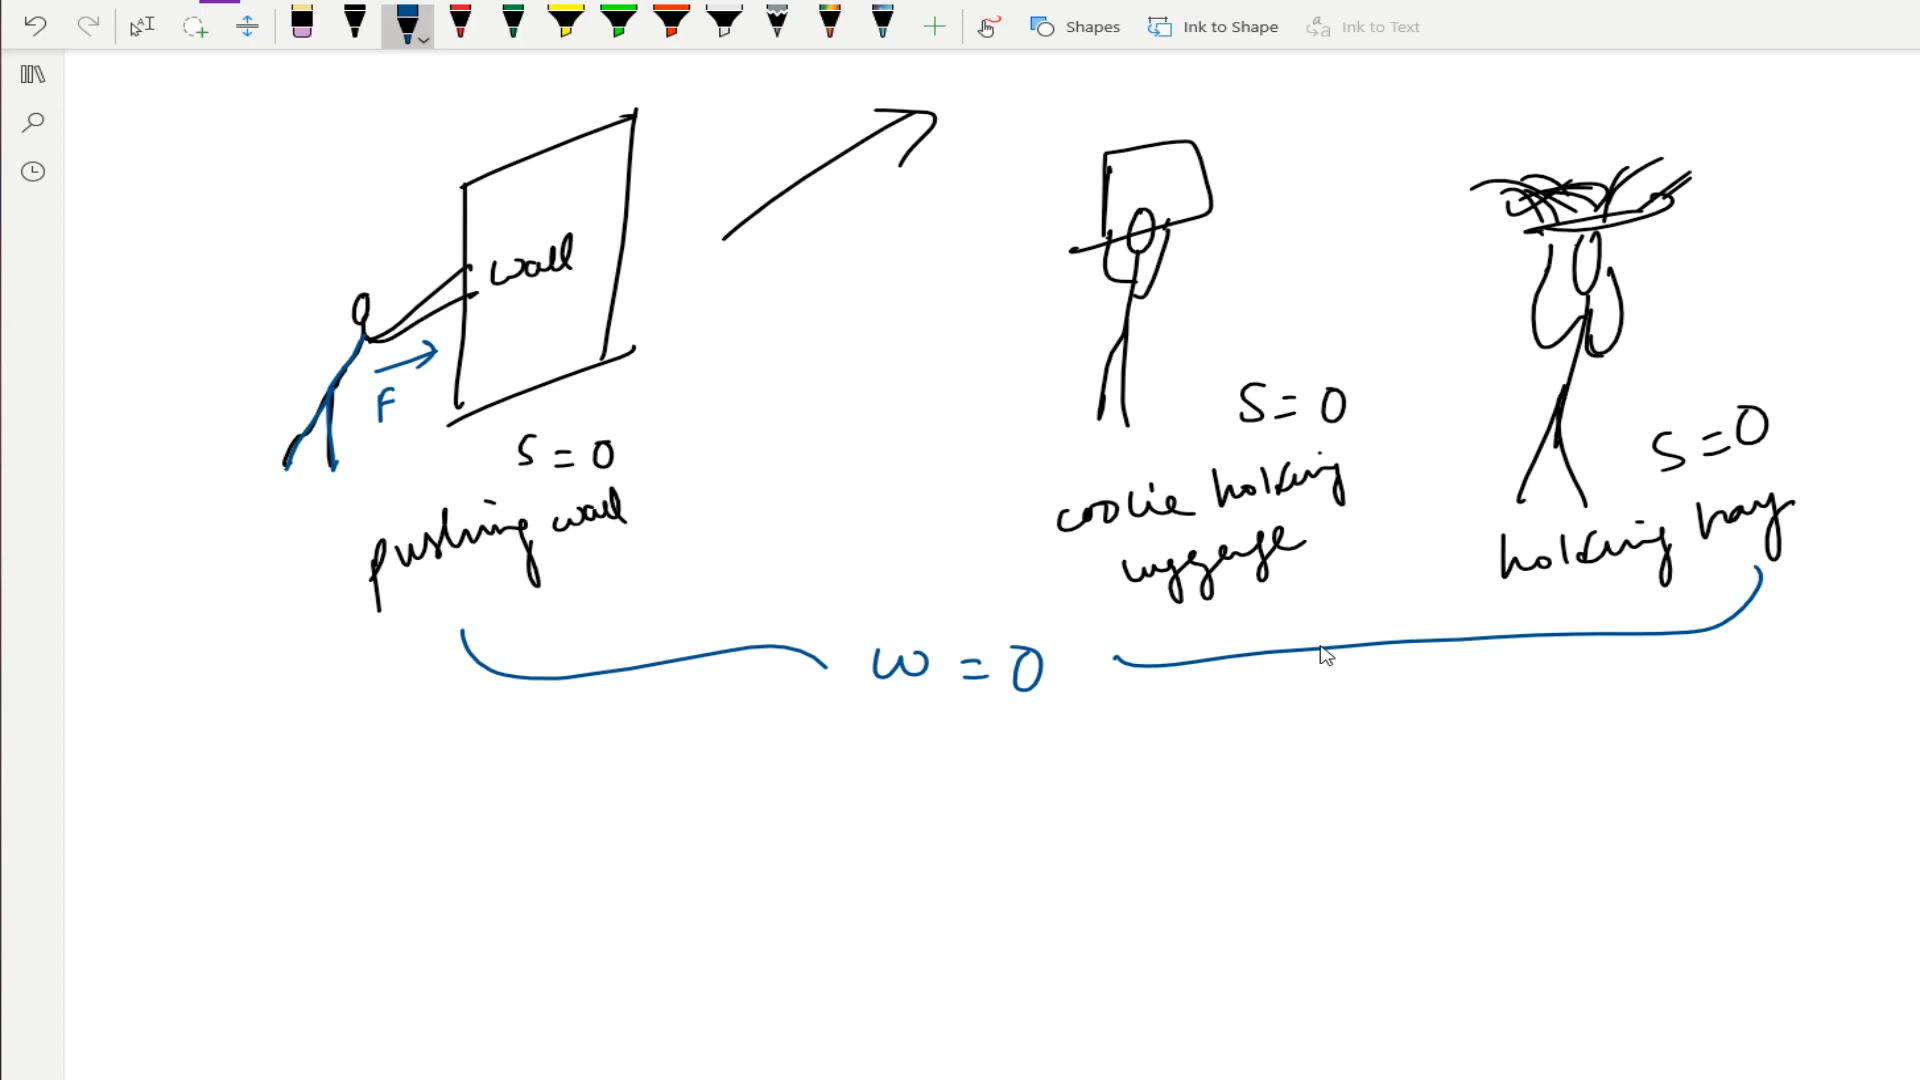 Shapes
Ink to Shape
Ink to Text
wall
F
S = 0
pushing wall
S = 0
coolie holding
luggage
S = 0
holding hay
W = 0